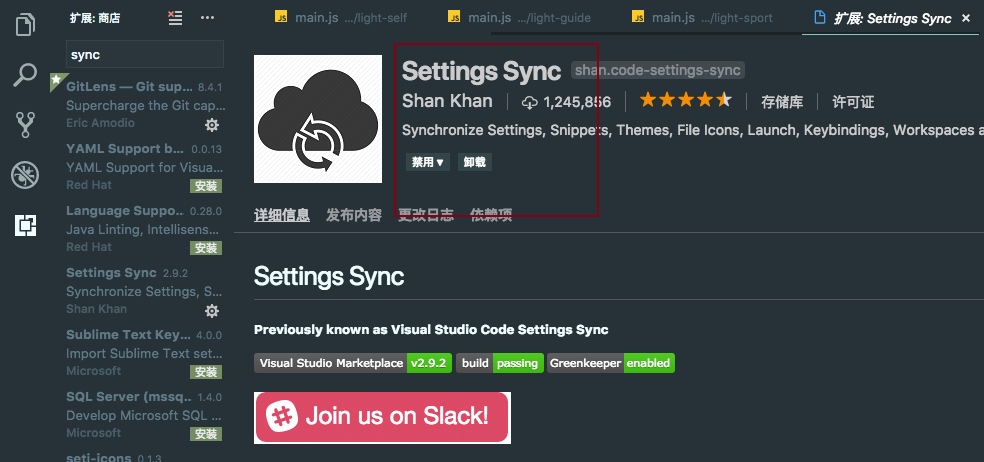 扩展: 商店
sync
GitLens — Git sup... 8.4.1
Supercharge the Git cap...
Eric Amodio
YAML Support b... 0.0.13
YAML Support for Visua...
Red Hat 安装
Language Suppo... 0.28.0
Java Linting, Intellisens...
Red Hat 安装
Settings Sync 2.9.2
Synchronize Settings, S...
Shan Khan
Sublime Text Key... 4.0.0
Import Sublime Text set...
Microsoft 安装
SQL Server (mssq... 1.4.0
Develop Microsoft SQL ...
Microsoft 安装
seti-icons 0.1.3
JS main.js .../light-self
JS main.js .../light-guide
JS main.js .../light-sport
扩展: Settings Sync ×
Settings Sync shan.code-settings-sync
Shan Khan 1,245,856 存储库 许可证
Synchronize Settings, Snippets, Themes, File Icons, Launch, Keybindings, Workspaces a
禁用 ▾ 卸载
详细信息 发布内容 更改日志 依赖项
Settings Sync
Previously known as Visual Studio Code Settings Sync
Visual Studio Marketplace v2.9.2 build passing Greenkeeper enabled
Join us on Slack!